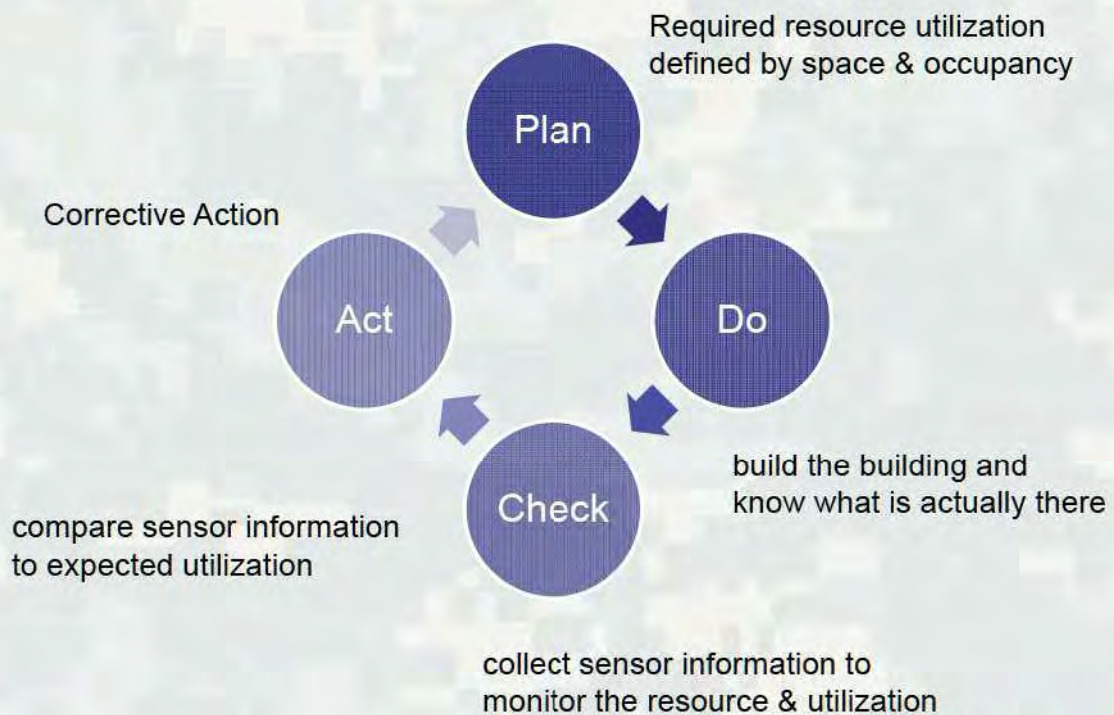 Required resource utilization
defined by space & occupancy
Plan
Corrective Action
Act
Do
build the building and
know what is actually there
Check
compare sensor information
to expected utilization
collect sensor information to
monitor the resource & utilization